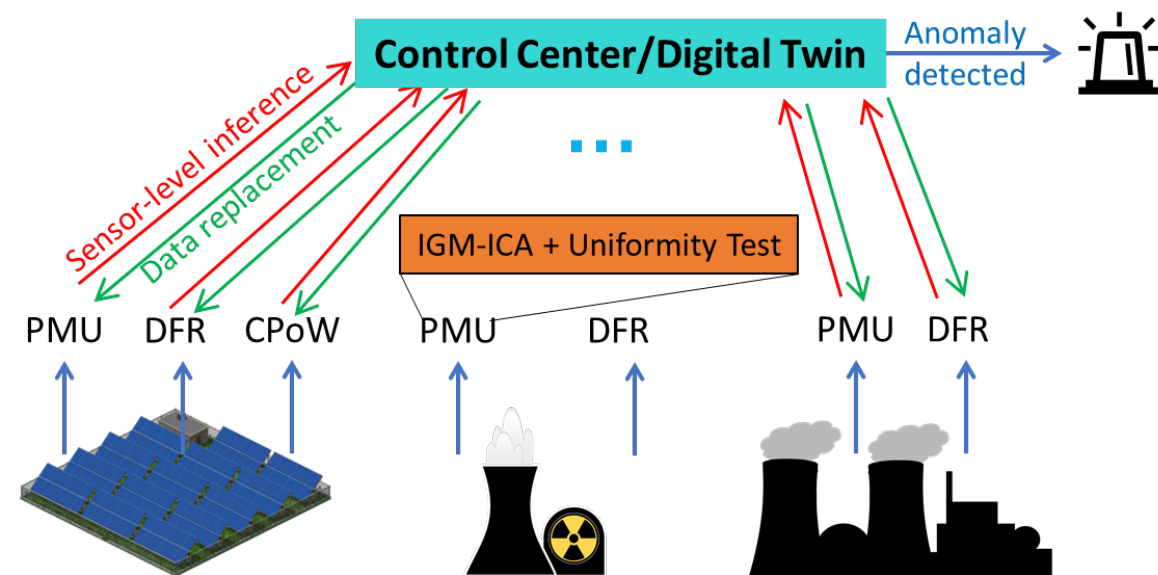 Control Center/Digital Twin
Anomaly
detected
Sensor-level inference
Data replacement
...
IGM-ICA + Uniformity Test
PMU
DFR
CPoW
PMU
DFR
PMU
DFR